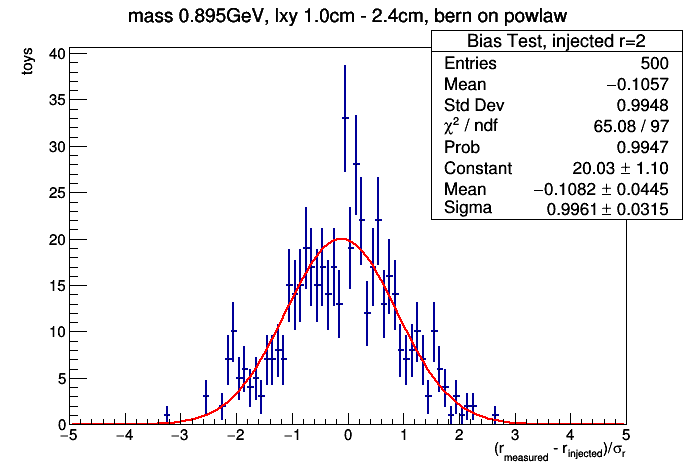 mass 0.895GeV, lxy 1.0cm - 2.4cm, bern on powlaw
toys
Bias Test, injected r=2
Entries 500
Mean −0.1057
Std Dev 0.9948
χ² / ndf 65.08 / 97
Prob 0.9947
Constant 20.03 ± 1.10
Mean −0.1082 ± 0.0445
Sigma 0.9961 ± 0.0315
40
35
30
25
20
15
10
5
0
−5 −4 −3 −2 −1 0 1 2 3 4 5
(r_measured - r_injected)/σ_r